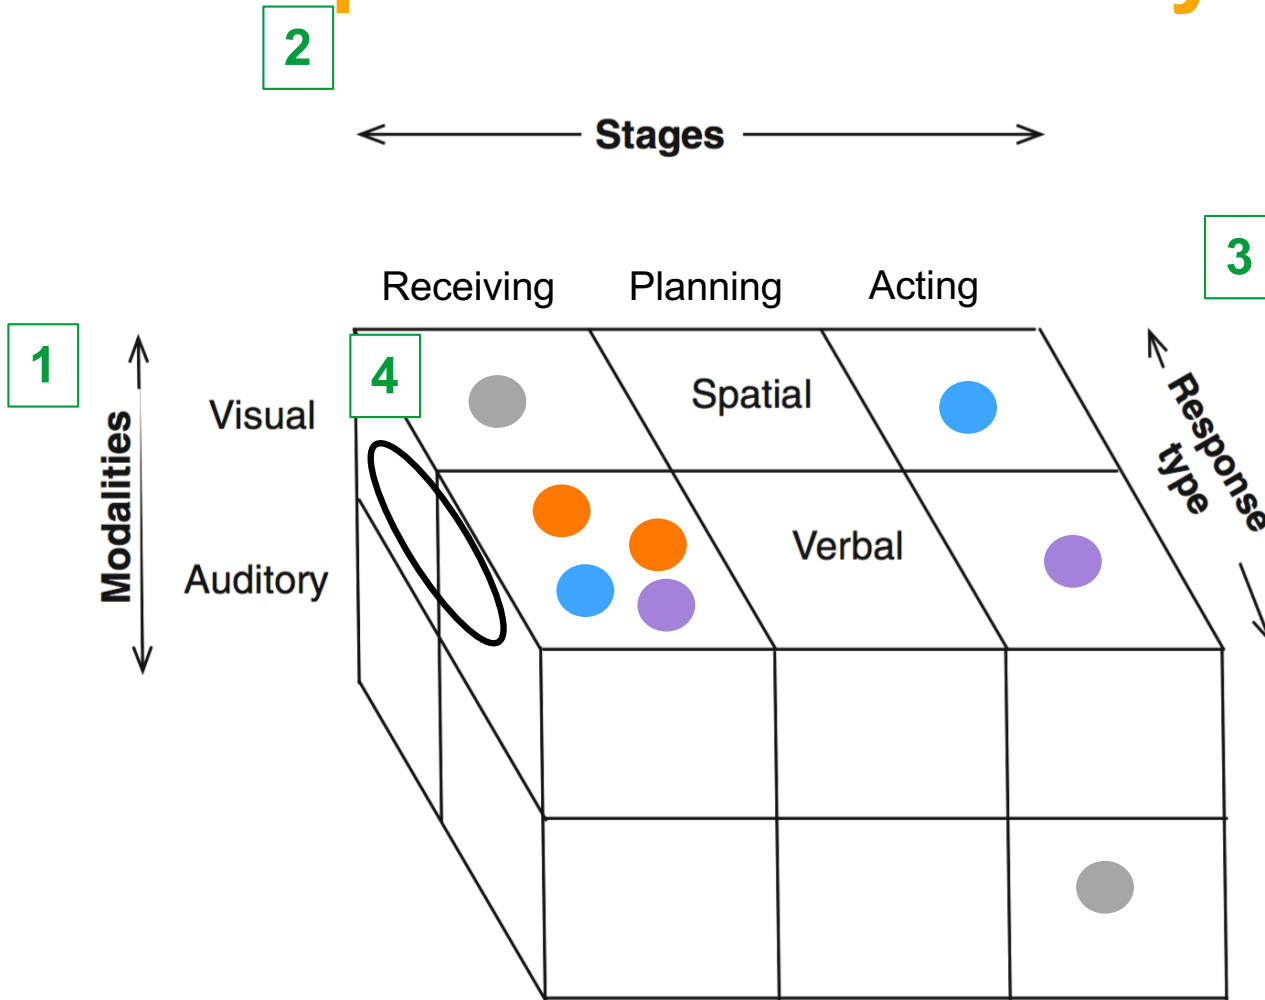 2
Stages
3
Receiving
Planning
Acting
1
4
Visual
Spatial
Response
type
Modalities
Auditory
Verbal